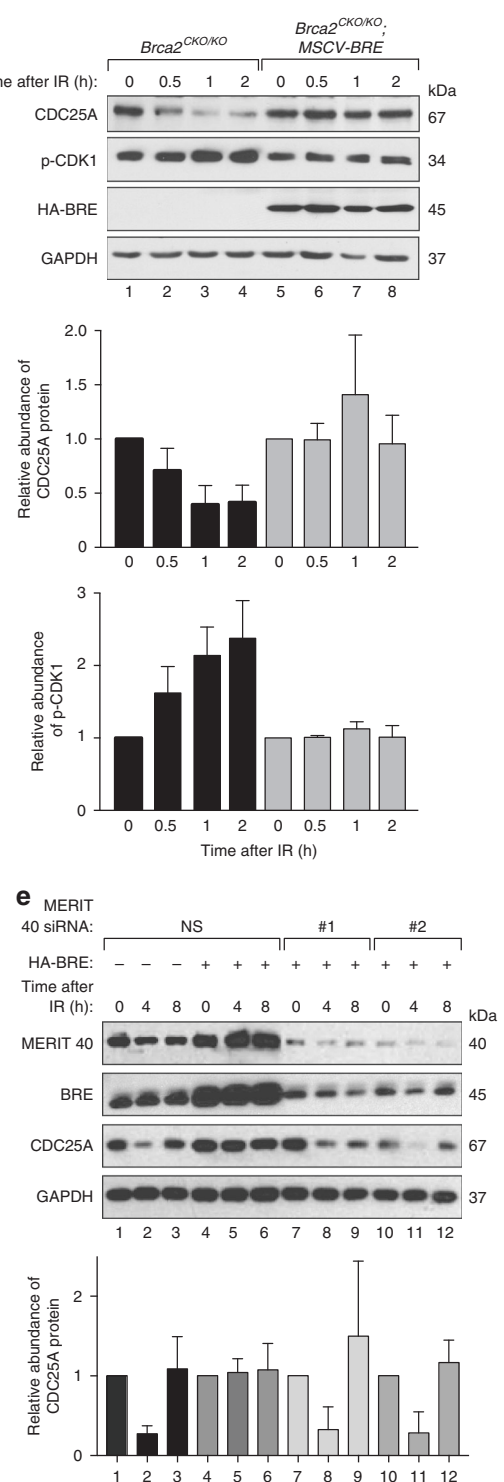 Brca2CKO/KO;
Brca2CKO/KO MSCV-BRE
me after IR (h): 0 0.5 1 2 0 0.5 1 2
kDa
CDC25A 67
p-CDK1 34
HA-BRE 45
GAPDH 37
1 2 3 4 5 6 7 8
Relative abundance of
CDC25A protein
2.0
1.5
1.0
0.5
0
0 0.5 1 2 0 0.5 1 2
Relative abundance
of p-CDK1
3
2
1
0
0 0.5 1 2 0 0.5 1 2
Time after IR (h)
e
MERIT
40 siRNA: NS #1 #2
HA-BRE: – – – + + + + + + + + +
Time after
IR (h): 0 4 8 0 4 8 0 4 8 0 4 8
kDa
MERIT 40 40
BRE 45
CDC25A 67
GAPDH 37
1 2 3 4 5 6 7 8 9 10 11 12
Relative abundance of
CDC25A protein
2
1
0
1 2 3 4 5 6 7 8 9 10 11 12